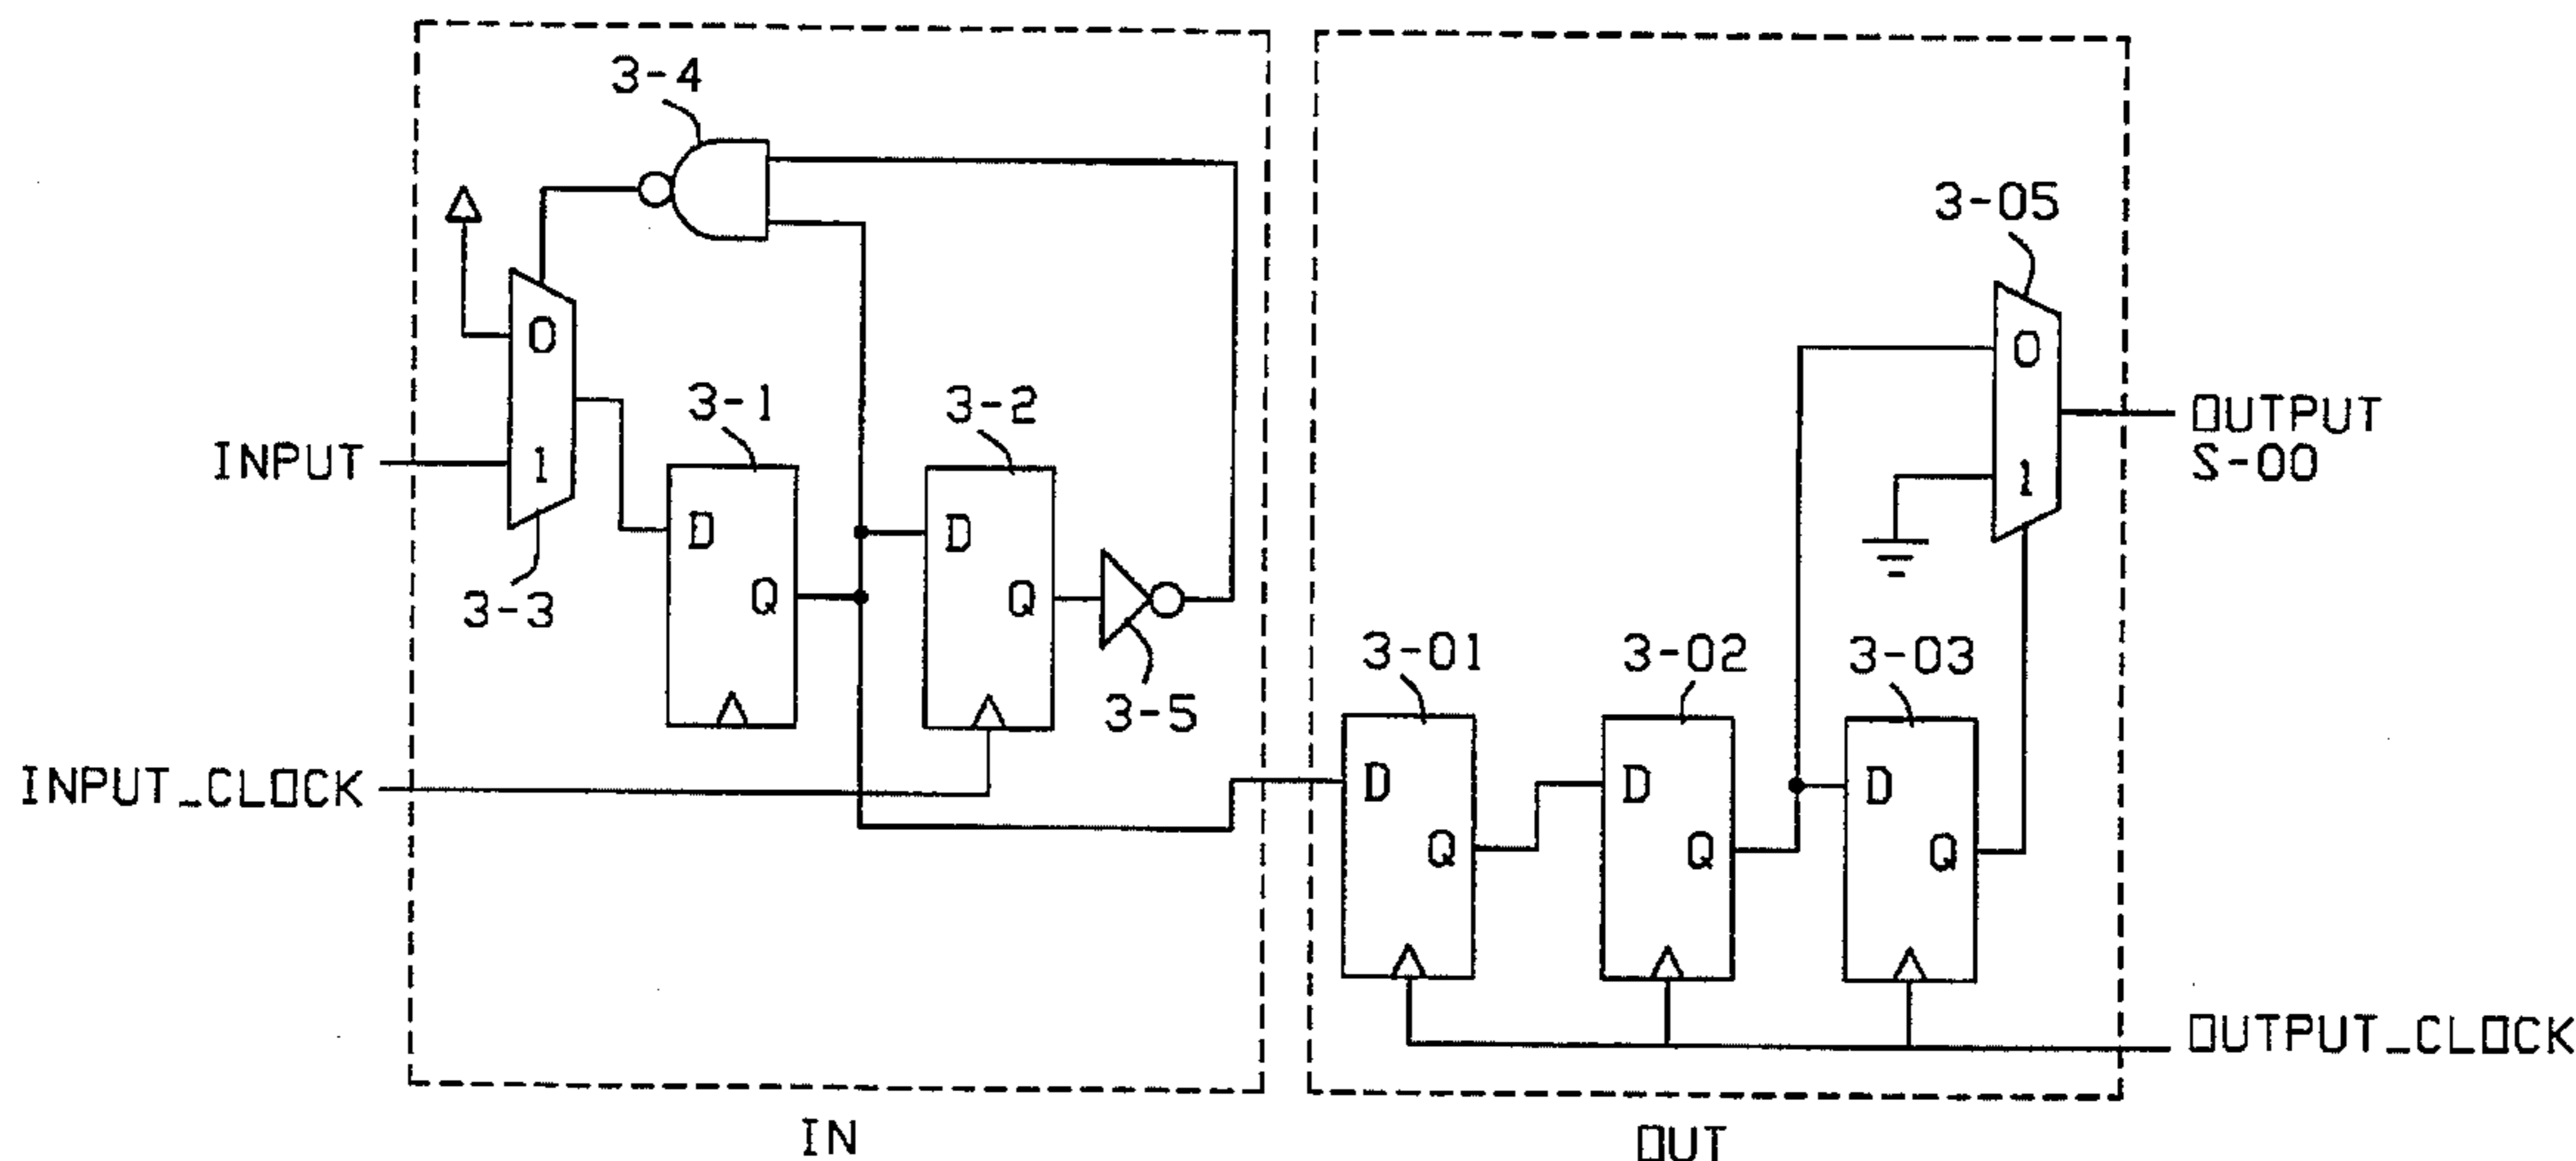 3-4
3-05
0
0
3-1
3-2
OUTPUT
S-00
INPUT
1
1
D
D
3-3
Q
Q
3-01
3-02
3-03
3-5
INPUT_CLOCK
D
D
D
Q
Q
Q
OUTPUT_CLOCK
IN
OUT